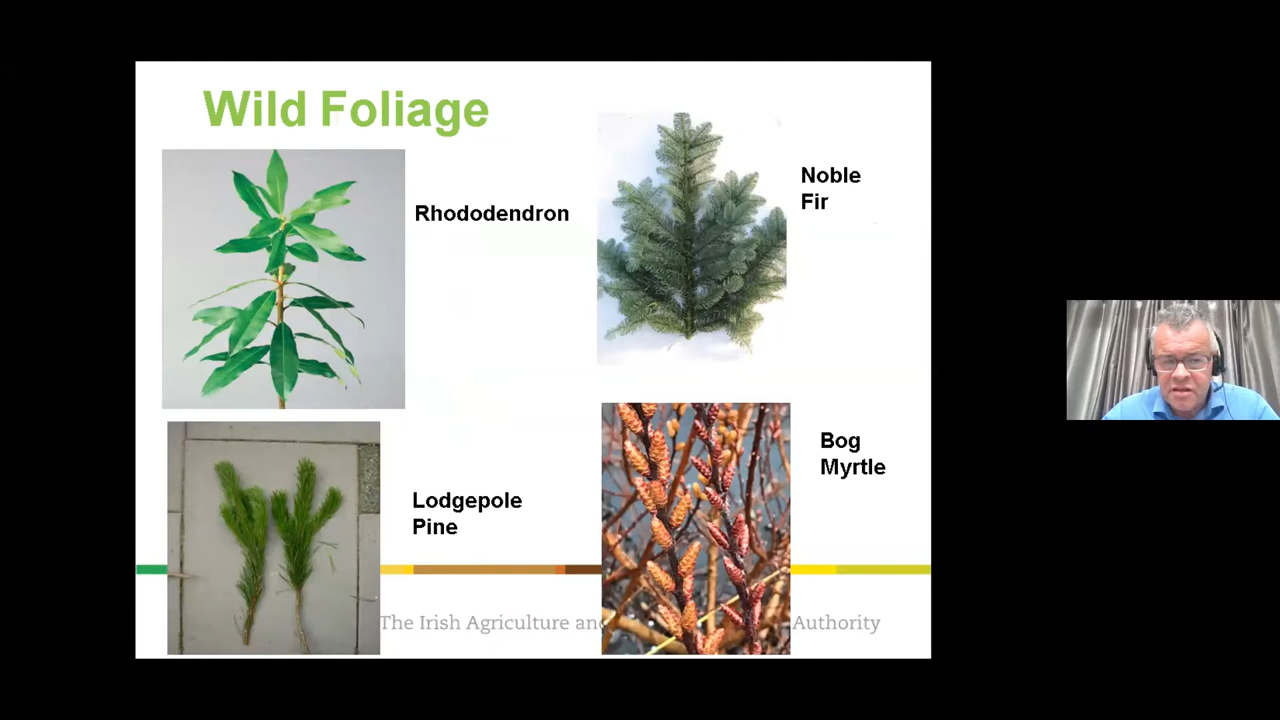 Wild Foliage
Rhododendron
Noble
Fir
Lodgepole
Pine
Bog
Myrtle
The Irish Agriculture and
Authority